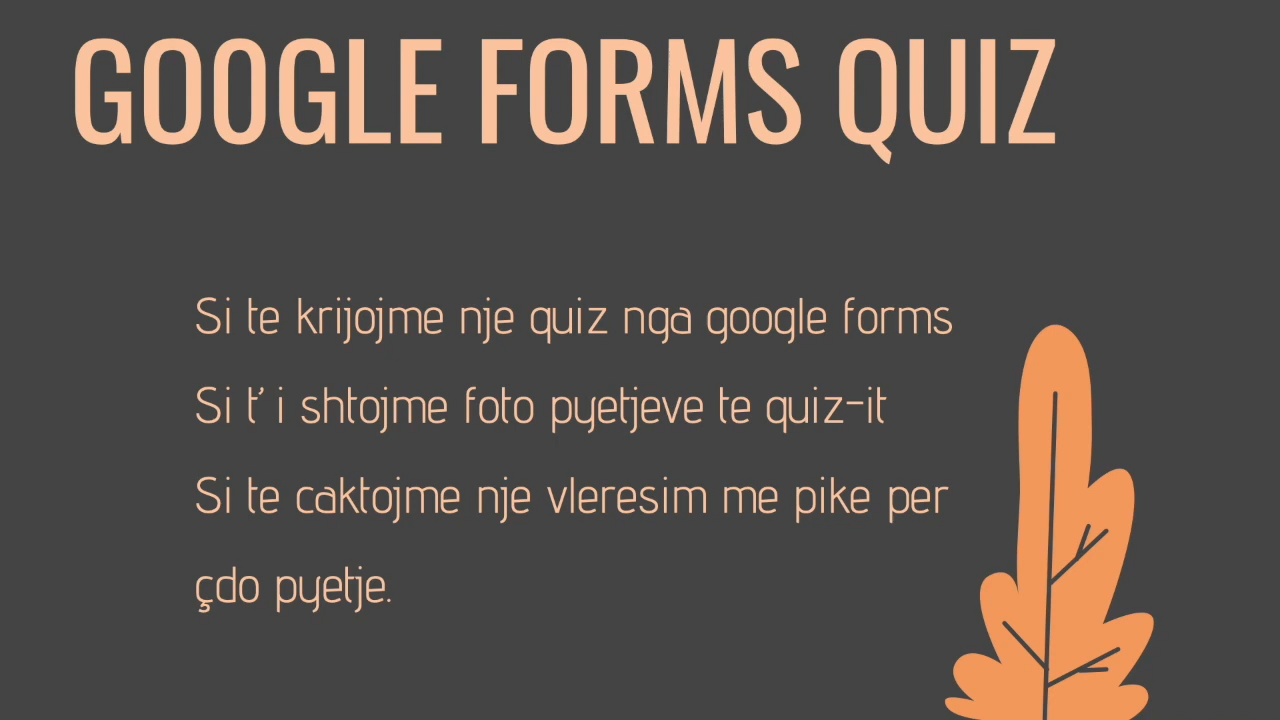 GOOGLE FORMS QUIZ
Si te krijojme nje quiz nga google forms
Si t' i shtojme foto pyetjeve te quiz-it
Si te caktojme nje vleresim me pike per
çdo pyetje.